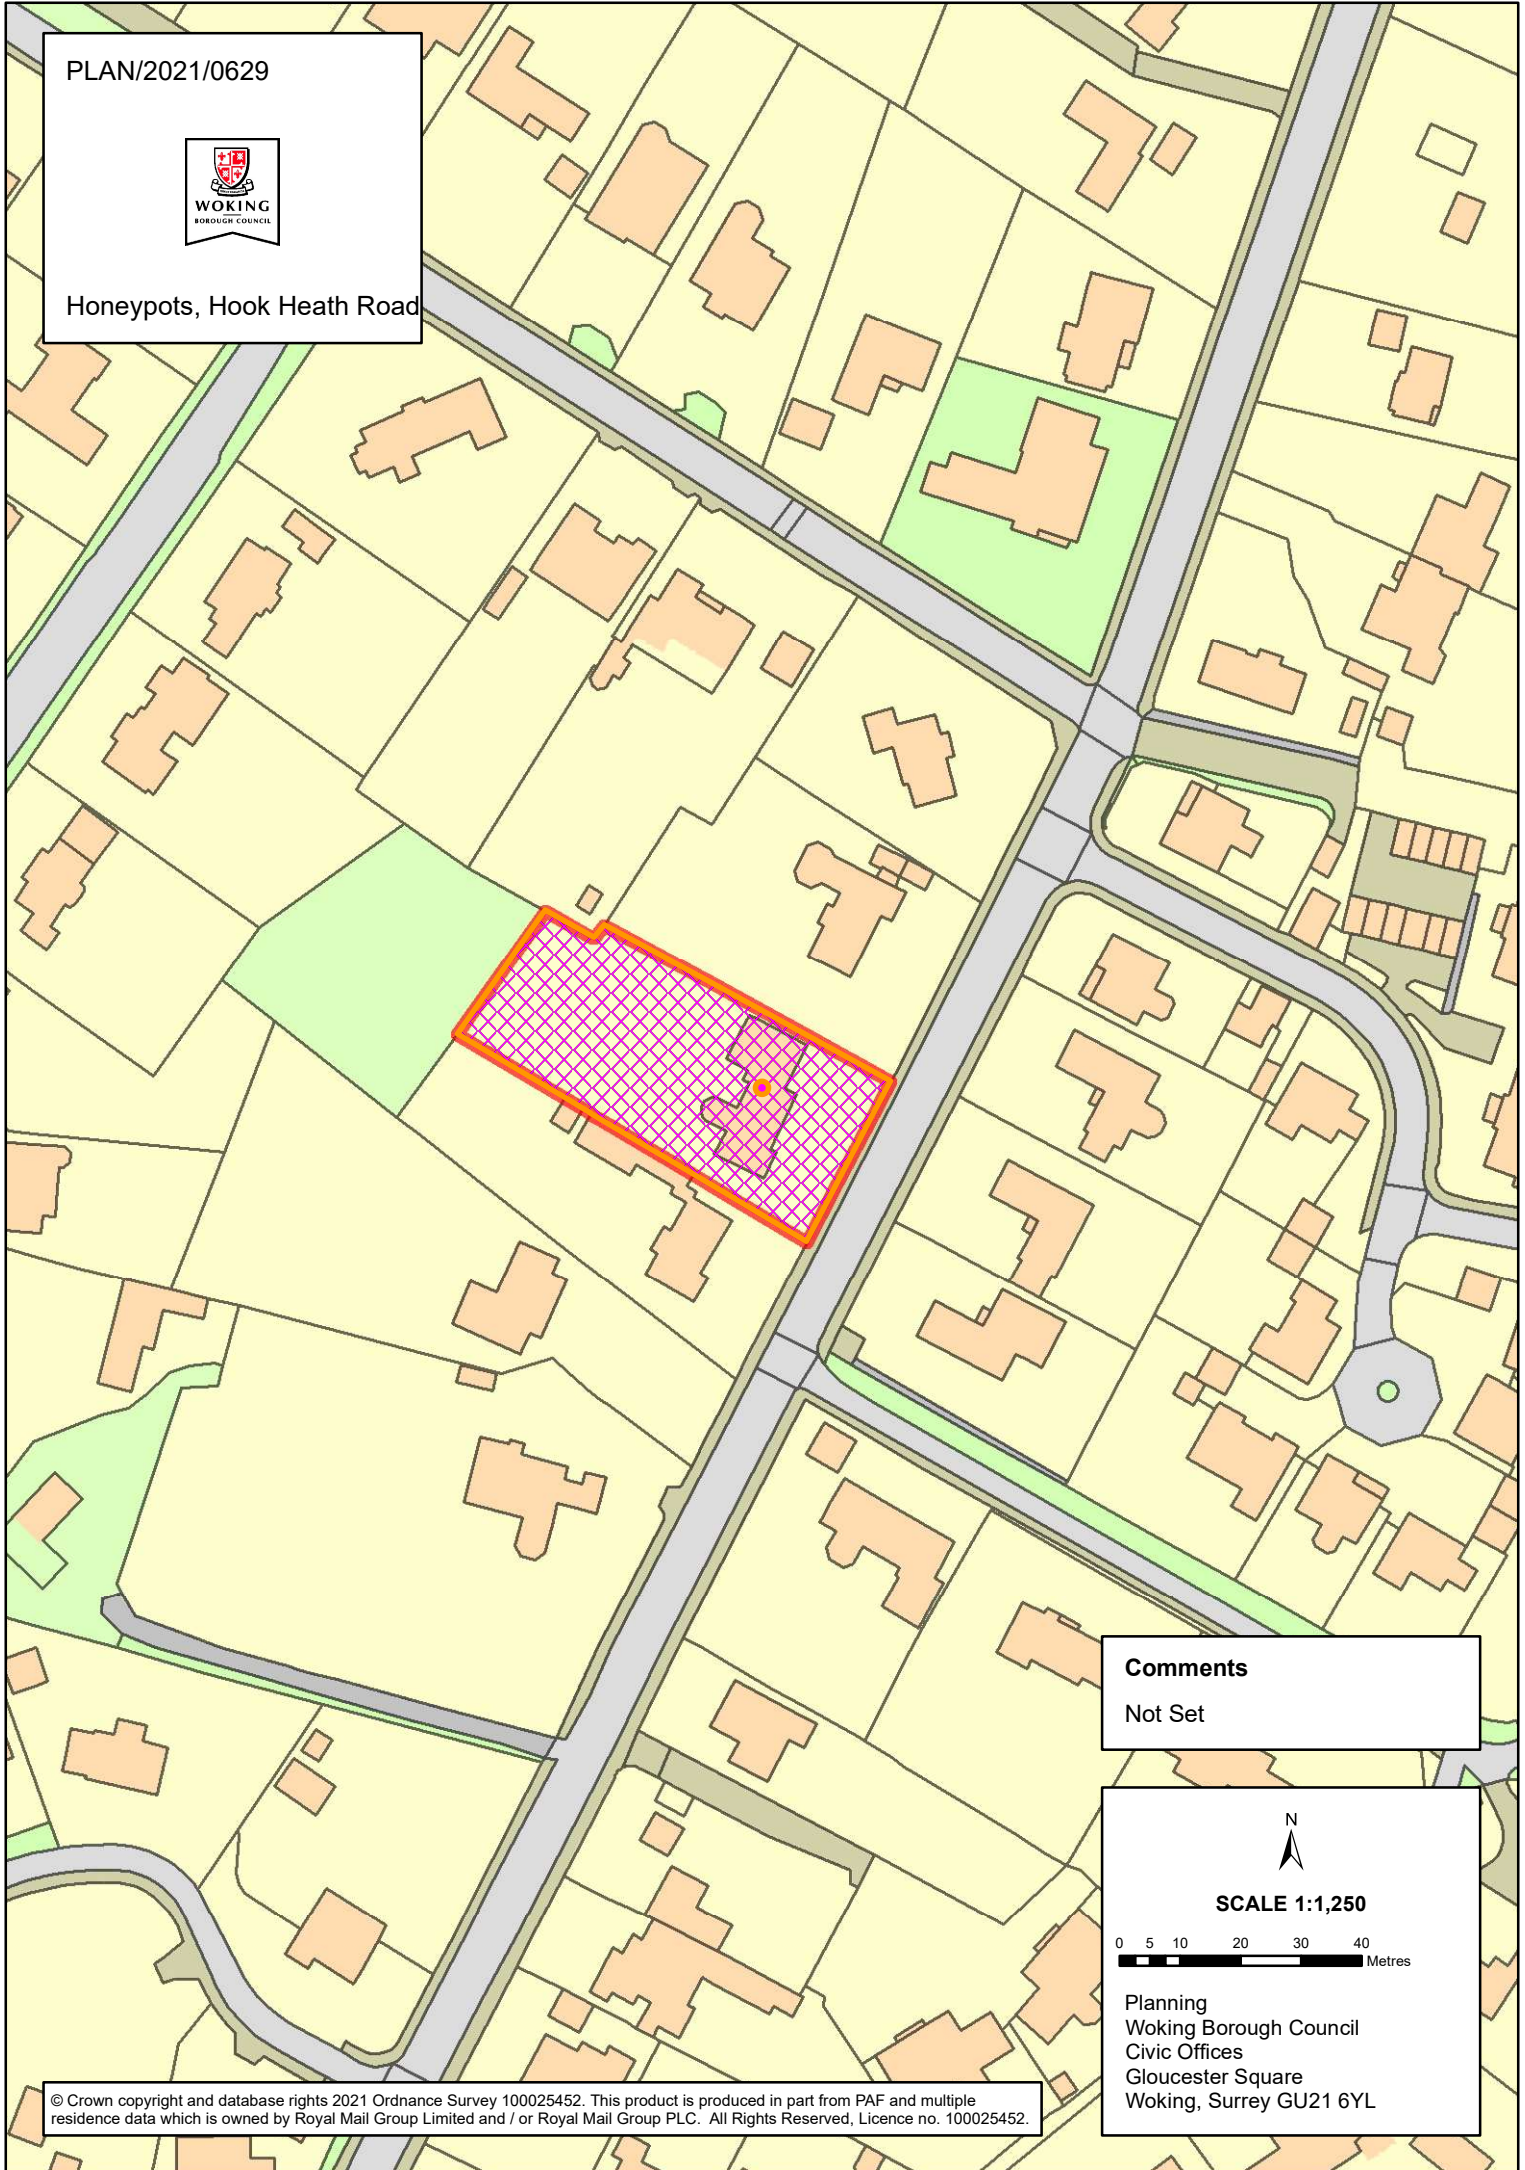 PLAN/2021/0629
WOKING
BOROUGH COUNCIL
Honeypots, Hook Heath Road
Comments
Not Set
N
SCALE 1:1,250
0 5 10 20 30 40
Metres
Planning
Woking Borough Council
Civic Offices
Gloucester Square
Woking, Surrey GU21 6YL
© Crown copyright and database rights 2021 Ordnance Survey 100025452. This product is produced in part from PAF and multiple
residence data which is owned by Royal Mail Group Limited and / or Royal Mail Group PLC. All Rights Reserved, Licence no. 100025452.